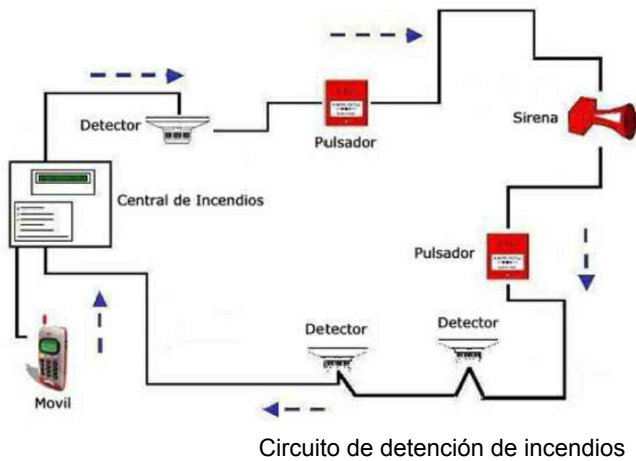 Detector
Pulsador
Sirena
Central de Incendios
Pulsador
Detector
Detector
Movil
Circuito de detención de incendios